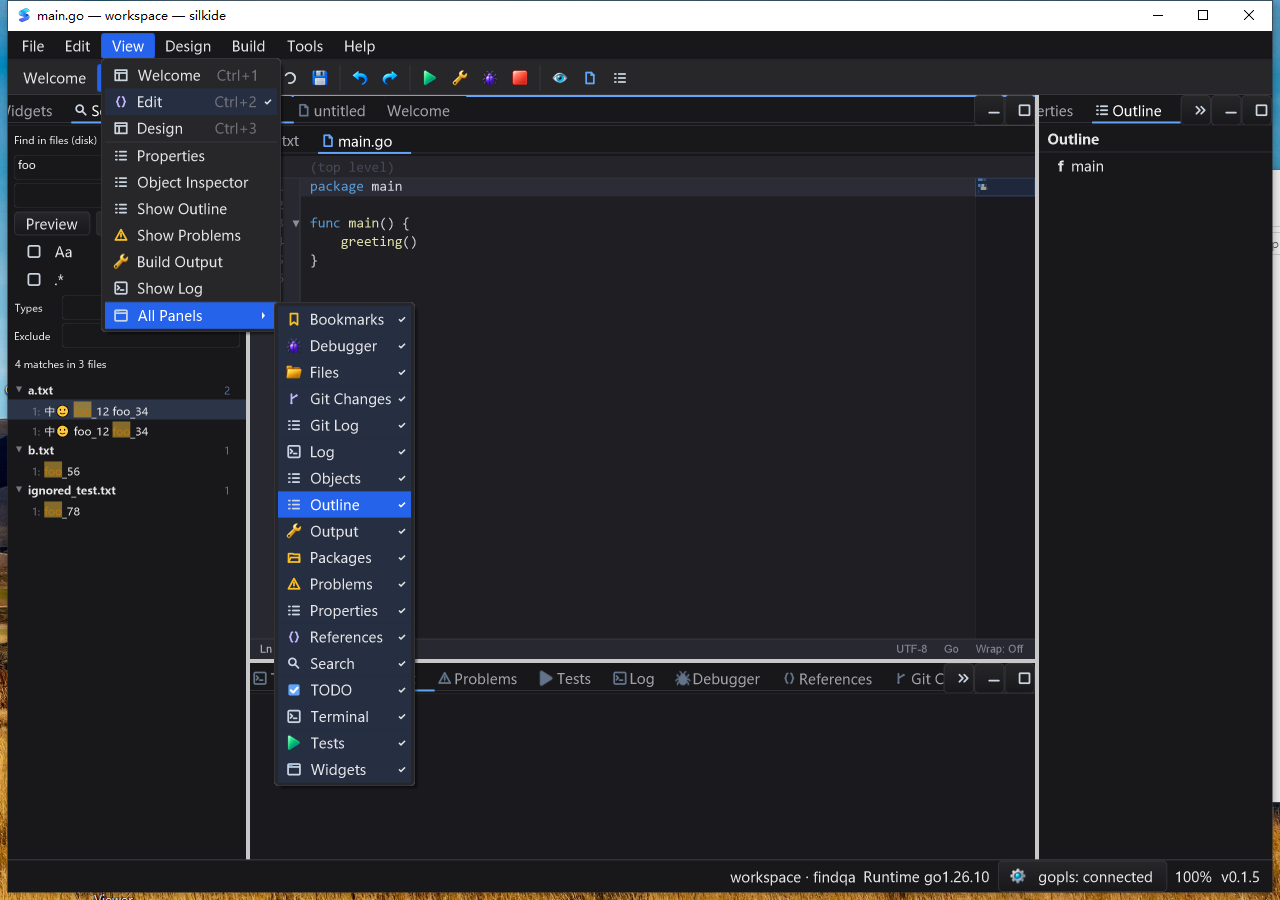 main.go — workspace — silkide
File Edit View Design Build Tools Help
Welcome
Welcome Ctrl+1
Edit Ctrl+2
Design Ctrl+3
Properties
Object Inspector
Show Outline
Show Problems
Build Output
Show Log
All Panels
Bookmarks
Debugger
Files
Git Changes
Git Log
Log
Objects
Outline
Output
Packages
Problems
Properties
References
Search
TODO
Terminal
Tests
Widgets
Find in files (disk)
foo
Preview
Aa
.*
Types
Exclude
4 matches in 3 files
a.txt 2
1: 中🙂 foo_12 foo_34
1: 中🙂 foo_12 foo_34
b.txt 1
1: foo_56
ignored_test.txt 1
1: foo_78
untitled Welcome
main.go
(top level)
package main
func main() {
greeting()
}
Ln
UTF-8 Go Wrap: Off
Problems Tests Log Debugger References Git C
Outline
Outline
f main
workspace · findqa Runtime go1.26.10 gopls: connected 100% v0.1.5